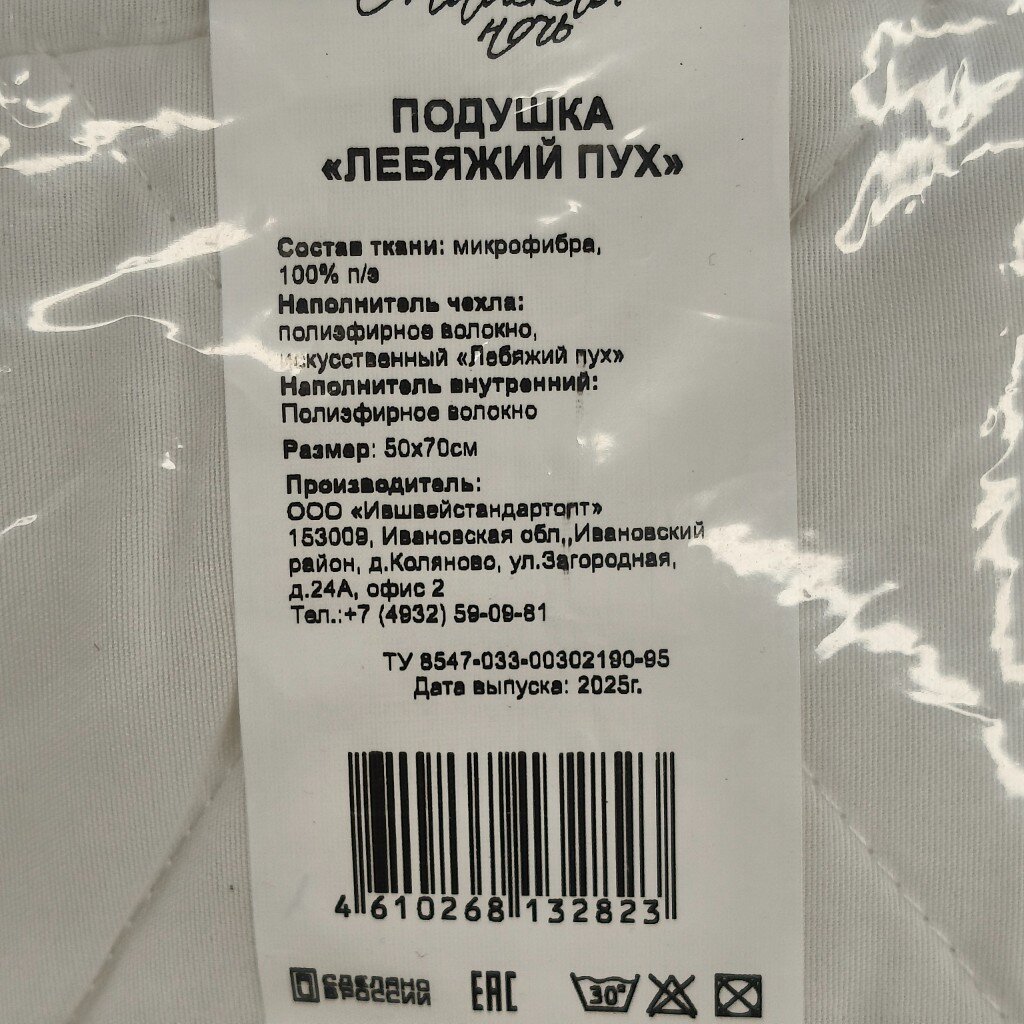 ночь
ПОДУШКА
«ЛЕБЯЖИЙ ПУХ»
Состав ткани: микрофибра,
100% п/э
Наполнитель чехла:
полиэфирное волокно,
искусственный «Лебяжий пух»
Наполнитель внутренний:
Полиэфирное волокно
Размер: 50х70см
Производитель:
ООО «Ившвейстандартопт»
153009, Ивановская обл,,Ивановский
район, д.Коляново, ул.Загородная,
д.24А, офис 2
Тел.:+7 (4932) 59-09-81
ТУ 8547-033-00302190-95
Дата выпуска: 2025г.
4 610268 132823
СДЕЛАНО
В РОССИИ
ЕАС
30°